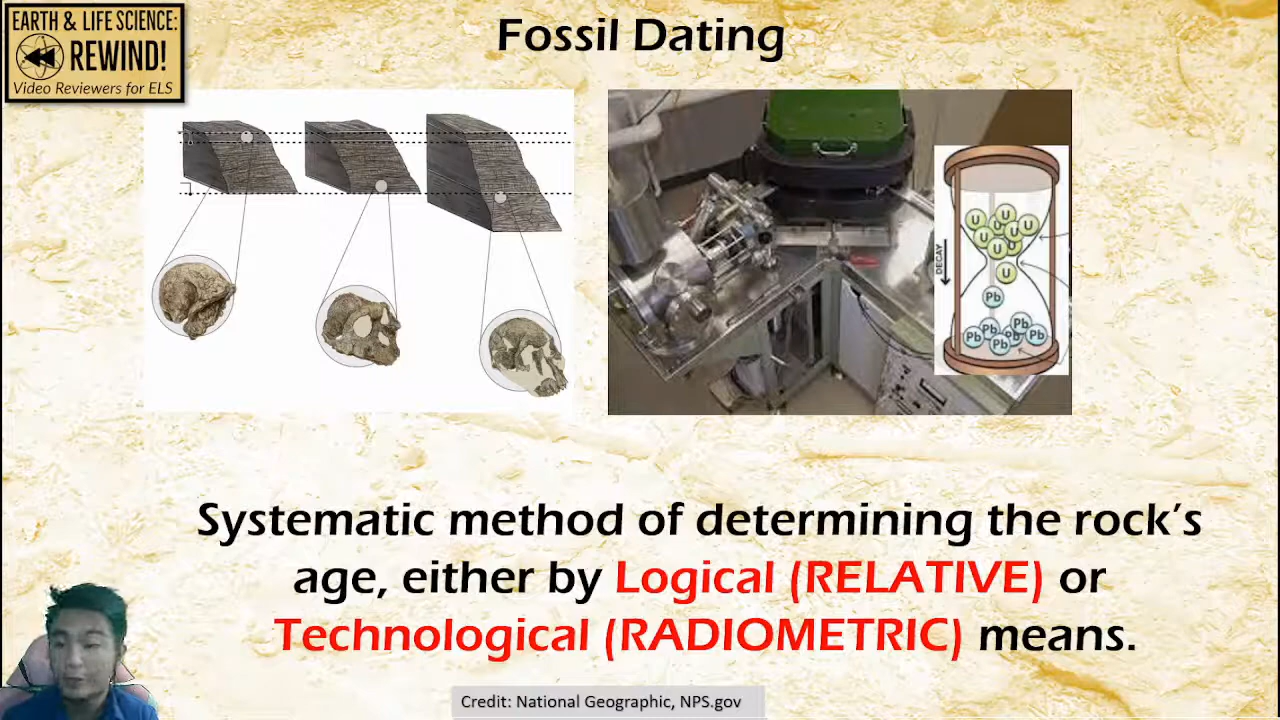 EARTH & LIFE SCIENCE:
REWIND!
Video Reviewers for ELS
Fossil Dating
DECAY
U
U
U
U
U
U
U
U
Pb
Pb
Pb
Pb
Pb
Pb
Pb
Systematic method of determining the rock's
age, either by Logical (RELATIVE) or
Technological (RADIOMETRIC) means.
Credit: National Geographic, NPS.gov